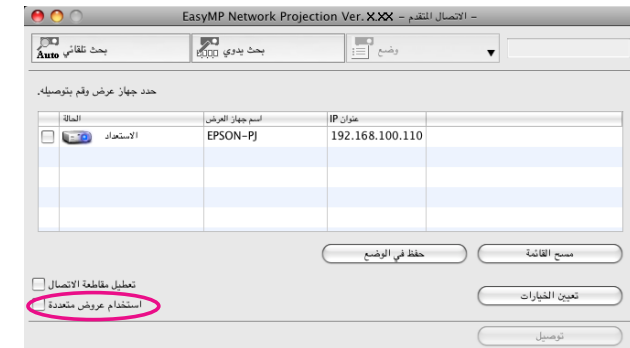 EasyMP Network Projection Ver. X.XX – الاتصال المتقدم –
Auto بحث تلقائي
بحث يدوي
وضع
حدد جهاز عرض وقم بتوصيله.
الحالة
اسم جهاز العرض
عنوان IP
الاستعداد
EPSON-PJ
192.168.100.110
حفظ في الوضع
مسح القائمة
تعطيل مقاطعة الاتصال
استخدام عروض متعددة
تعيين الخيارات
توصيل